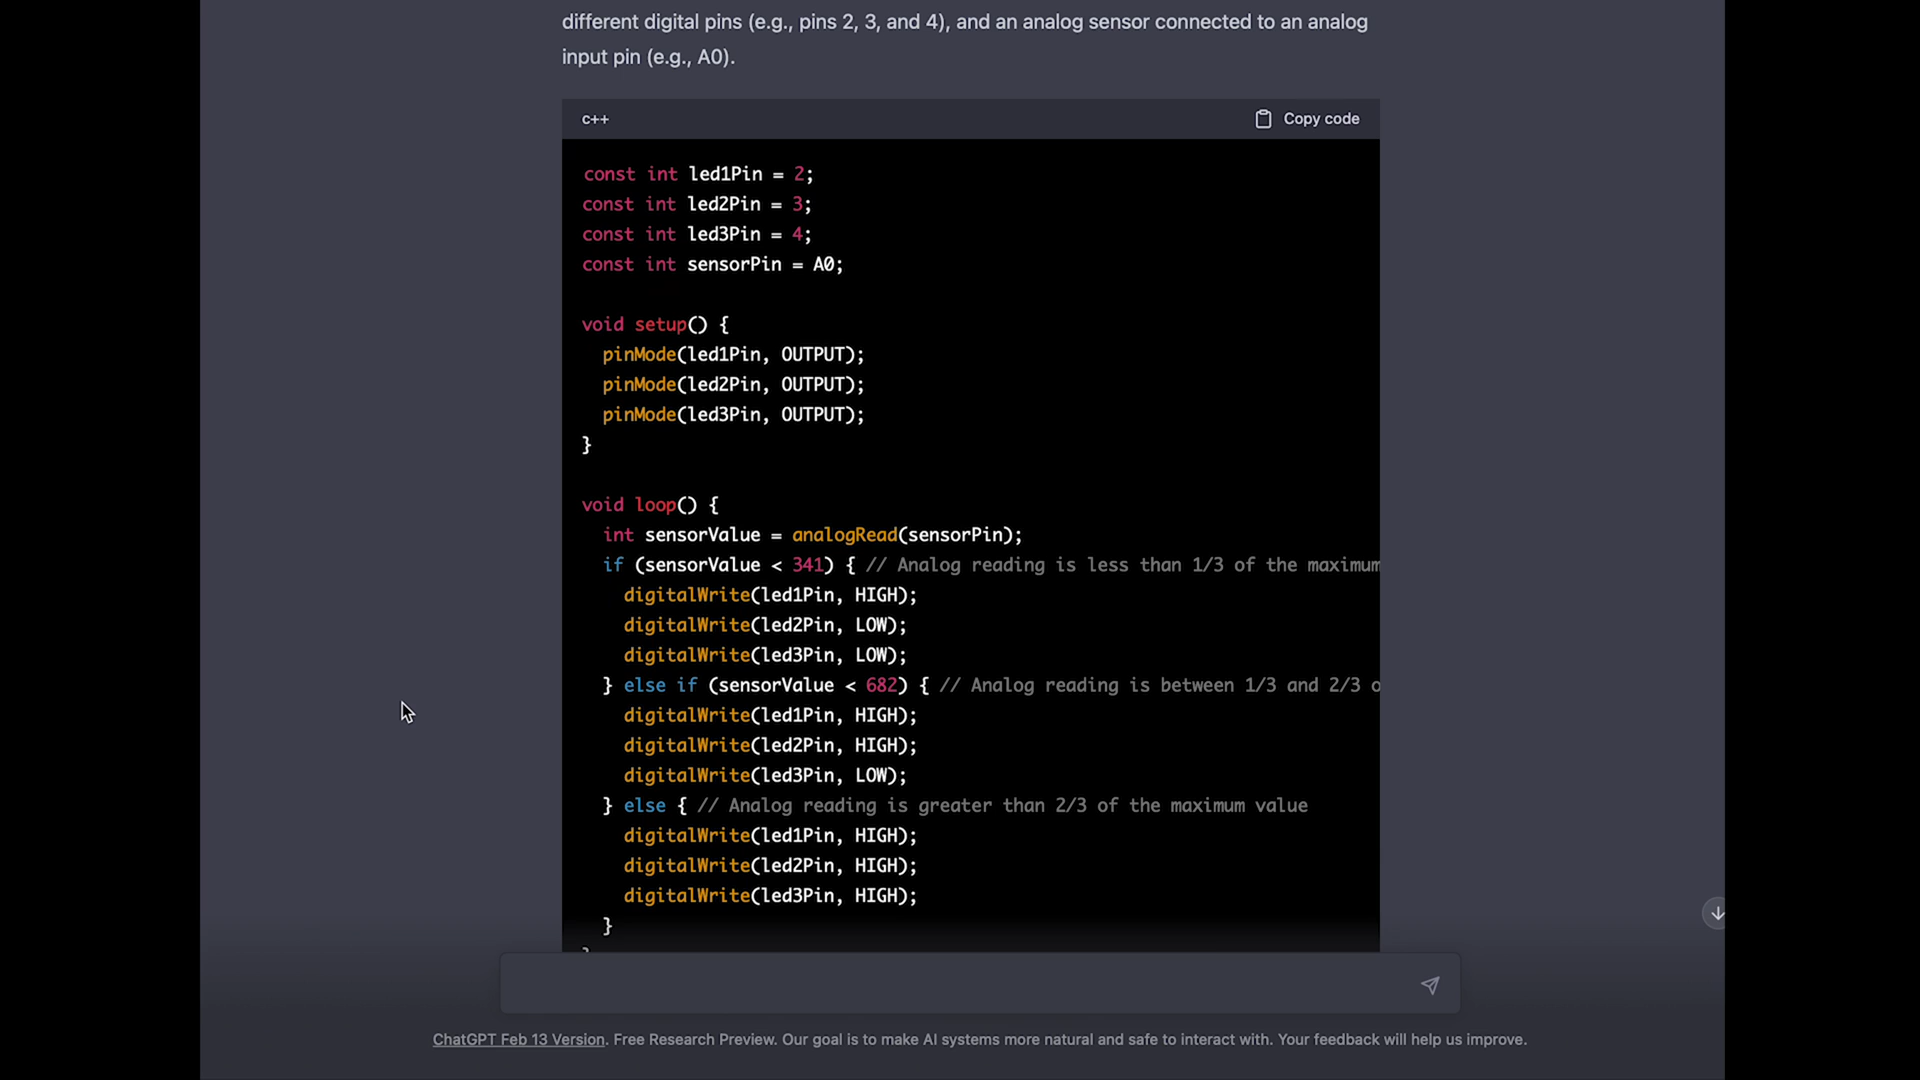 different digital pins (e.g., pins 2, 3, and 4), and an analog sensor connected to an analog
input pin (e.g., A0).
c++ Copy code
const int led1Pin = 2;
const int led2Pin = 3;
const int led3Pin = 4;
const int sensorPin = A0;
void setup() {
pinMode(led1Pin, OUTPUT);
pinMode(led2Pin, OUTPUT);
pinMode(led3Pin, OUTPUT);
}
void loop() {
int sensorValue = analogRead(sensorPin);
if (sensorValue < 341) { // Analog reading is less than 1/3 of the maximum
digitalWrite(led1Pin, HIGH);
digitalWrite(led2Pin, LOW);
digitalWrite(led3Pin, LOW);
} else if (sensorValue < 682) { // Analog reading is between 1/3 and 2/3 o
digitalWrite(led1Pin, HIGH);
digitalWrite(led2Pin, HIGH);
digitalWrite(led3Pin, LOW);
} else { // Analog reading is greater than 2/3 of the maximum value
digitalWrite(led1Pin, HIGH);
digitalWrite(led2Pin, HIGH);
digitalWrite(led3Pin, HIGH);
}
ChatGPT Feb 13 Version. Free Research Preview. Our goal is to make AI systems more natural and safe to interact with. Your feedback will help us improve.